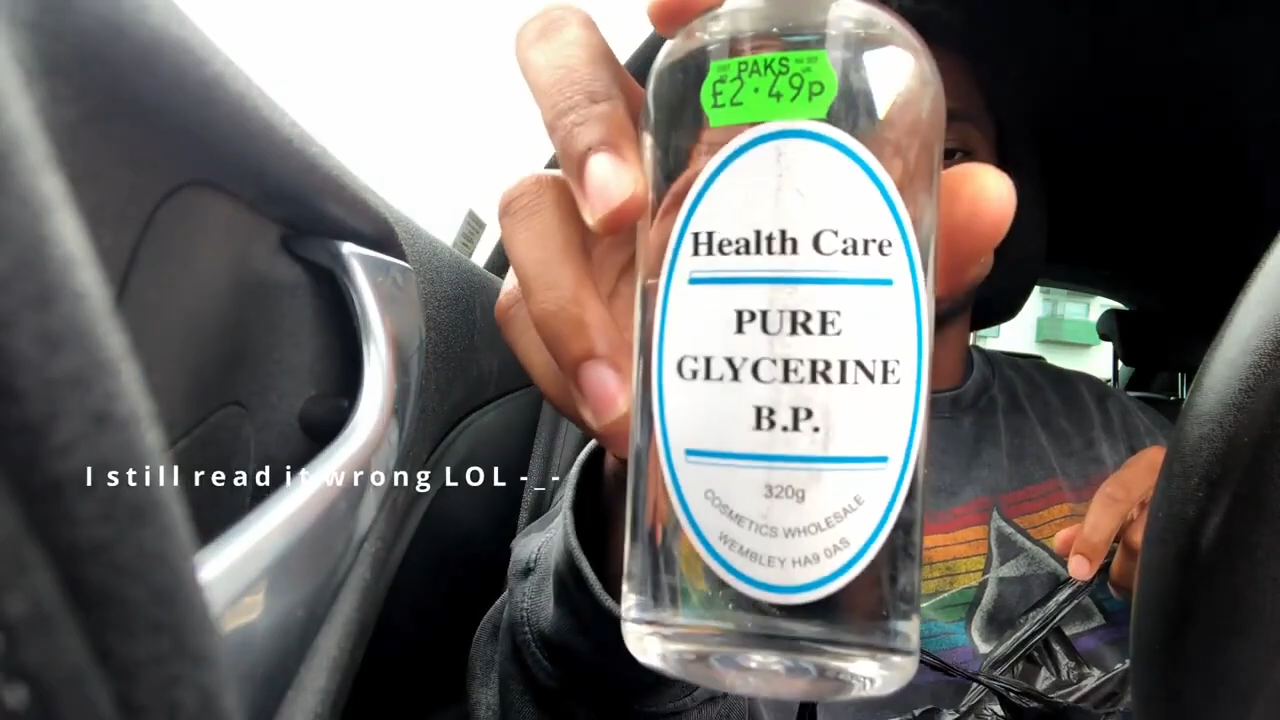 PAKS
£2.49p
Health Care
PURE
GLYCERINE
B.P.
I still read it wrong LOL -_-
320g
COSMETICS WHOLESALE
WEMBLEY HA9 0AS